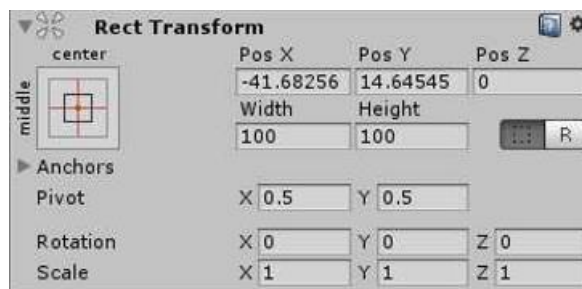 Rect Transform
center Pos X Pos Y Pos Z
middle
-41.68256 14.64545 0
Width Height
100 100 R
Anchors
Pivot X 0.5 Y 0.5
Rotation X 0 Y 0 Z 0
Scale X 1 Y 1 Z 1